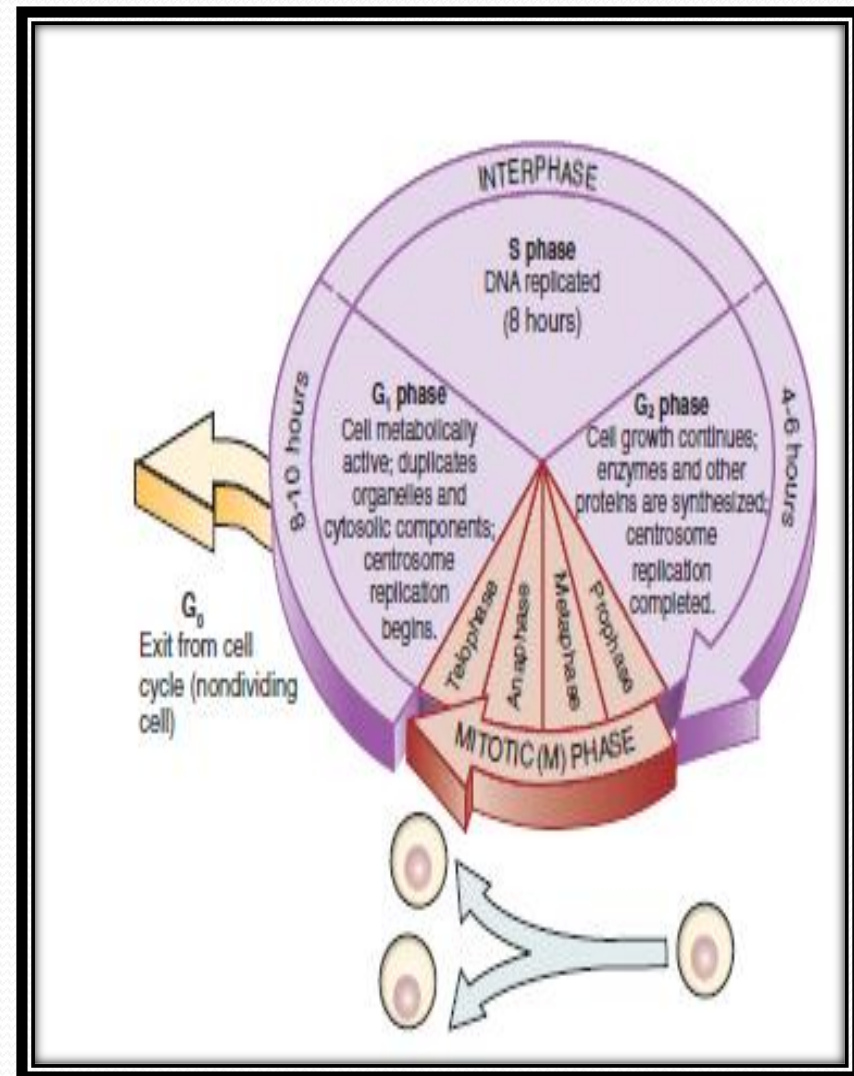 INTERPHASE
S phase
DNA replicated
(8 hours)
8-10 hours
G₁ phase
Cell metabolically
active; duplicates
organelles and
cytosolic components;
centrosome
replication
begins.
4-6 hours
G₂ phase
Cell growth continues;
enzymes and other
proteins are synthesized;
centrosome
replication
completed.
G₀
Exit from cell
cycle (nondividing
cell)
Telophase
Anaphase
Metaphase
Prophase
MITOTIC (M) PHASE